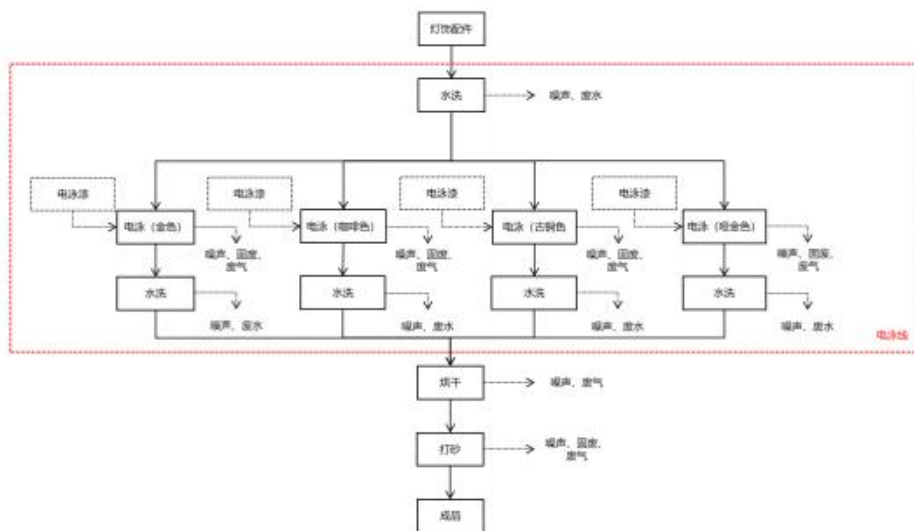 灯饰配件
水洗
噪声、废水
电泳漆
电泳漆
电泳漆
电泳漆
电泳（金色）
电泳（咖啡色）
电泳（古铜色
电泳（哑金色）
噪声、固废、
废气
噪声、固废、
废气
噪声、固废、
废气
噪声、固废、
废气
水洗
水洗
水洗
水洗
噪声、废水
噪声、废水
噪声、废水
噪声、废水
电泳线
烘干
噪声、废气
打砂
噪声、固废、
废气
成品